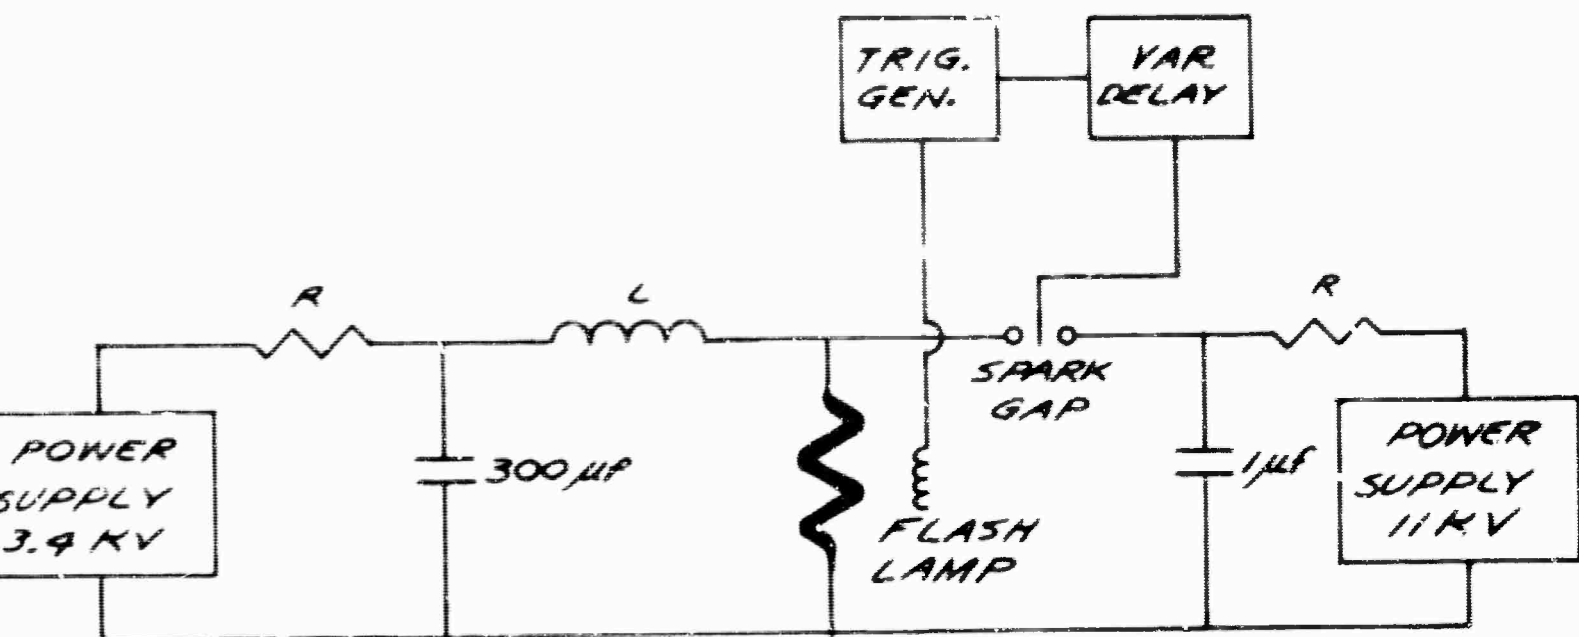 TRIG.
GEN.
VAR
DELAY
R
L
R
SPARK
GAP
POWER
SUPPLY
3.4 KV
300 µf
FLASH
LAMP
1 µf
POWER
SUPPLY
11 KV